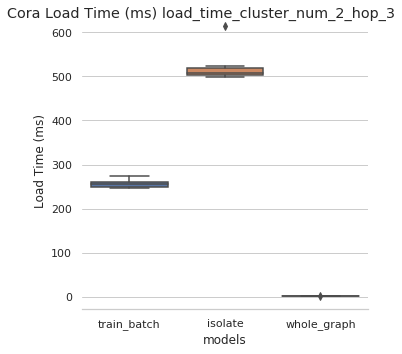 Cora Load Time (ms) load_time_cluster_num_2_hop_3
600
500
400
300
200
100
0
Load Time (ms)
train_batch
isolate
whole_graph
models